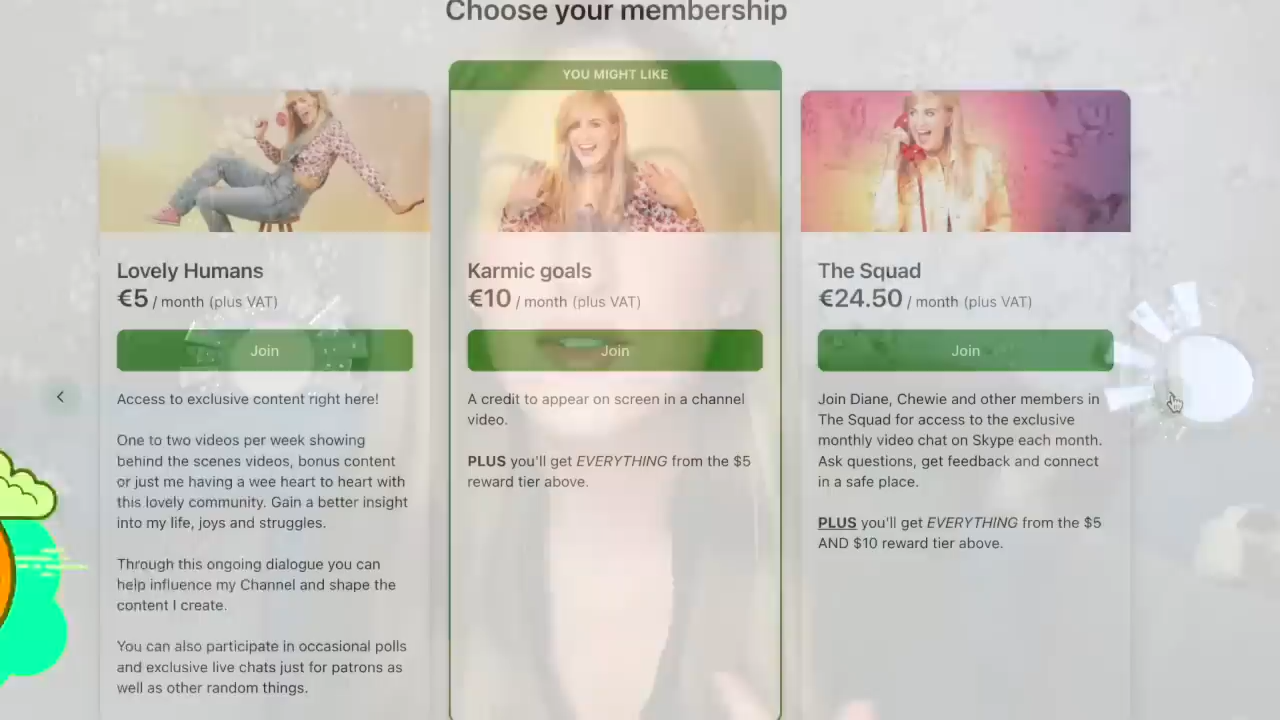 Choose your membership
YOU MIGHT LIKE
Lovely Humans
€5 / month (plus VAT)
Join
Access to exclusive content right here!
One to two videos per week showing
behind the scenes videos, bonus content
or just me having a wee heart to heart with
this lovely community. Gain a better insight
into my life, joys and struggles.
Through this ongoing dialogue you can
help influence my Channel and shape the
content I create.
You can also participate in occasional polls
and exclusive live chats just for patrons as
well as other random things.
Karmic goals
€10 / month (plus VAT)
Join
A credit to appear on screen in a channel
video.
PLUS you'll get EVERYTHING from the $5
reward tier above.
The Squad
€24.50 / month (plus VAT)
Join
Join Diane, Chewie and other members in
The Squad for access to the exclusive
monthly video chat on Skype each month.
Ask questions, get feedback and connect
in a safe place.
PLUS you'll get EVERYTHING from the $5
AND $10 reward tier above.